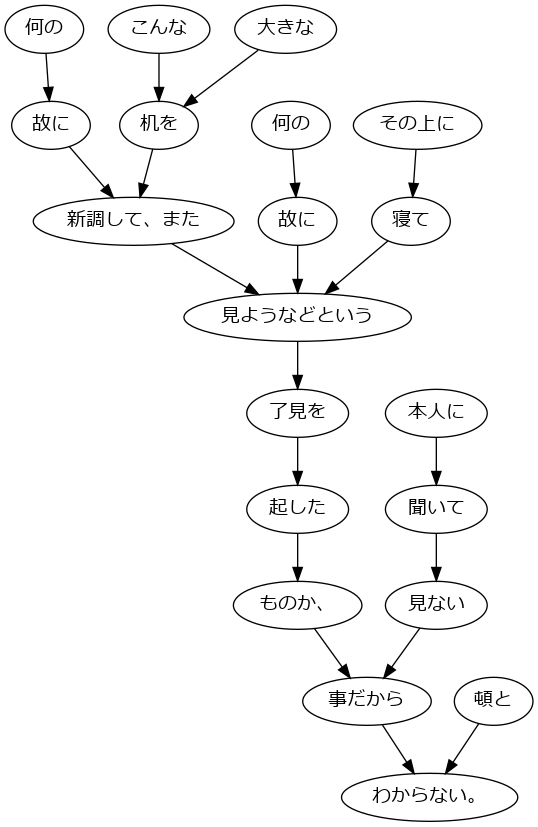 何の
こんな
大きな
故に
机を
何の
その上に
新調して、また
故に
寝て
見ようなどという
了見を
本人に
起した
聞いて
ものか、
見ない
事だから
頓と
わからない。